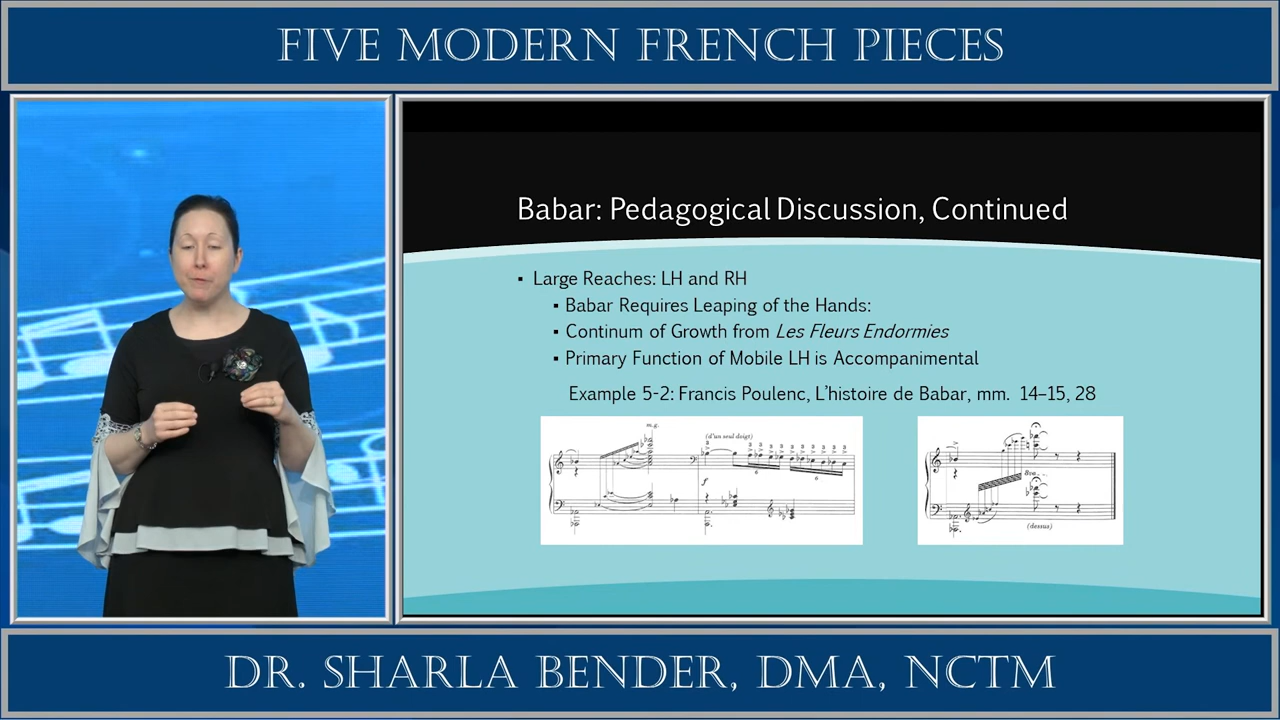 FIVE MODERN FRENCH PIECES
Babar: Pedagogical Discussion, Continued
▪ Large Reaches: LH and RH
▪ Babar Requires Leaping of the Hands:
▪ Continum of Growth from Les Fleurs Endormies
▪ Primary Function of Mobile LH is Accompanimental
Example 5-2: Francis Poulenc, L'histoire de Babar, mm. 14–15, 28
m.g.
(d'un seul doigt)
f
6
6
8va
(dessus)
DR. SHARLA BENDER, DMA, NCTM